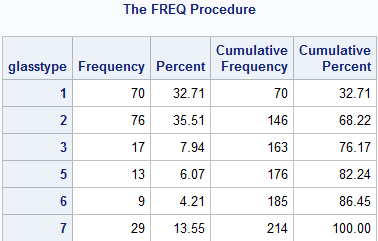 The FREQ Procedure
Cumulative Cumulative
glasstype Frequency Percent Frequency Percent
1 70 32.71 70 32.71
2 76 35.51 146 68.22
3 17 7.94 163 76.17
5 13 6.07 176 82.24
6 9 4.21 185 86.45
7 29 13.55 214 100.00